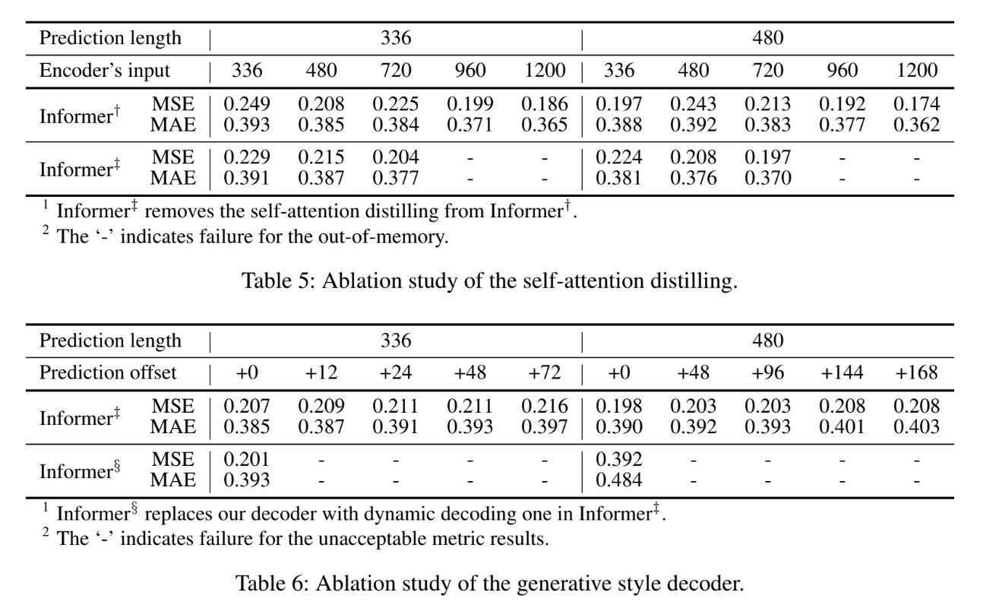 Prediction length | 336 | 480
Encoder's input | 336 480 720 960 1200 | 336 480 720 960 1200
Informer† MSE | 0.249 0.208 0.225 0.199 0.186 | 0.197 0.243 0.213 0.192 0.174
MAE | 0.393 0.385 0.384 0.371 0.365 | 0.388 0.392 0.383 0.377 0.362
Informer‡ MSE | 0.229 0.215 0.204 - - | 0.224 0.208 0.197 - -
MAE | 0.391 0.387 0.377 - - | 0.381 0.376 0.370 - -
1 Informer‡ removes the self-attention distilling from Informer†.
2 The ‘-’ indicates failure for the out-of-memory.
Table 5: Ablation study of the self-attention distilling.
Prediction length | 336 | 480
Prediction offset | +0 +12 +24 +48 +72 | +0 +48 +96 +144 +168
Informer‡ MSE | 0.207 0.209 0.211 0.211 0.216 | 0.198 0.203 0.203 0.208 0.208
MAE | 0.385 0.387 0.391 0.393 0.397 | 0.390 0.392 0.393 0.401 0.403
Informer§ MSE | 0.201 - - - - | 0.392 - - - -
MAE | 0.393 - - - - | 0.484 - - - -
1 Informer§ replaces our decoder with dynamic decoding one in Informer‡.
2 The ‘-’ indicates failure for the unacceptable metric results.
Table 6: Ablation study of the generative style decoder.